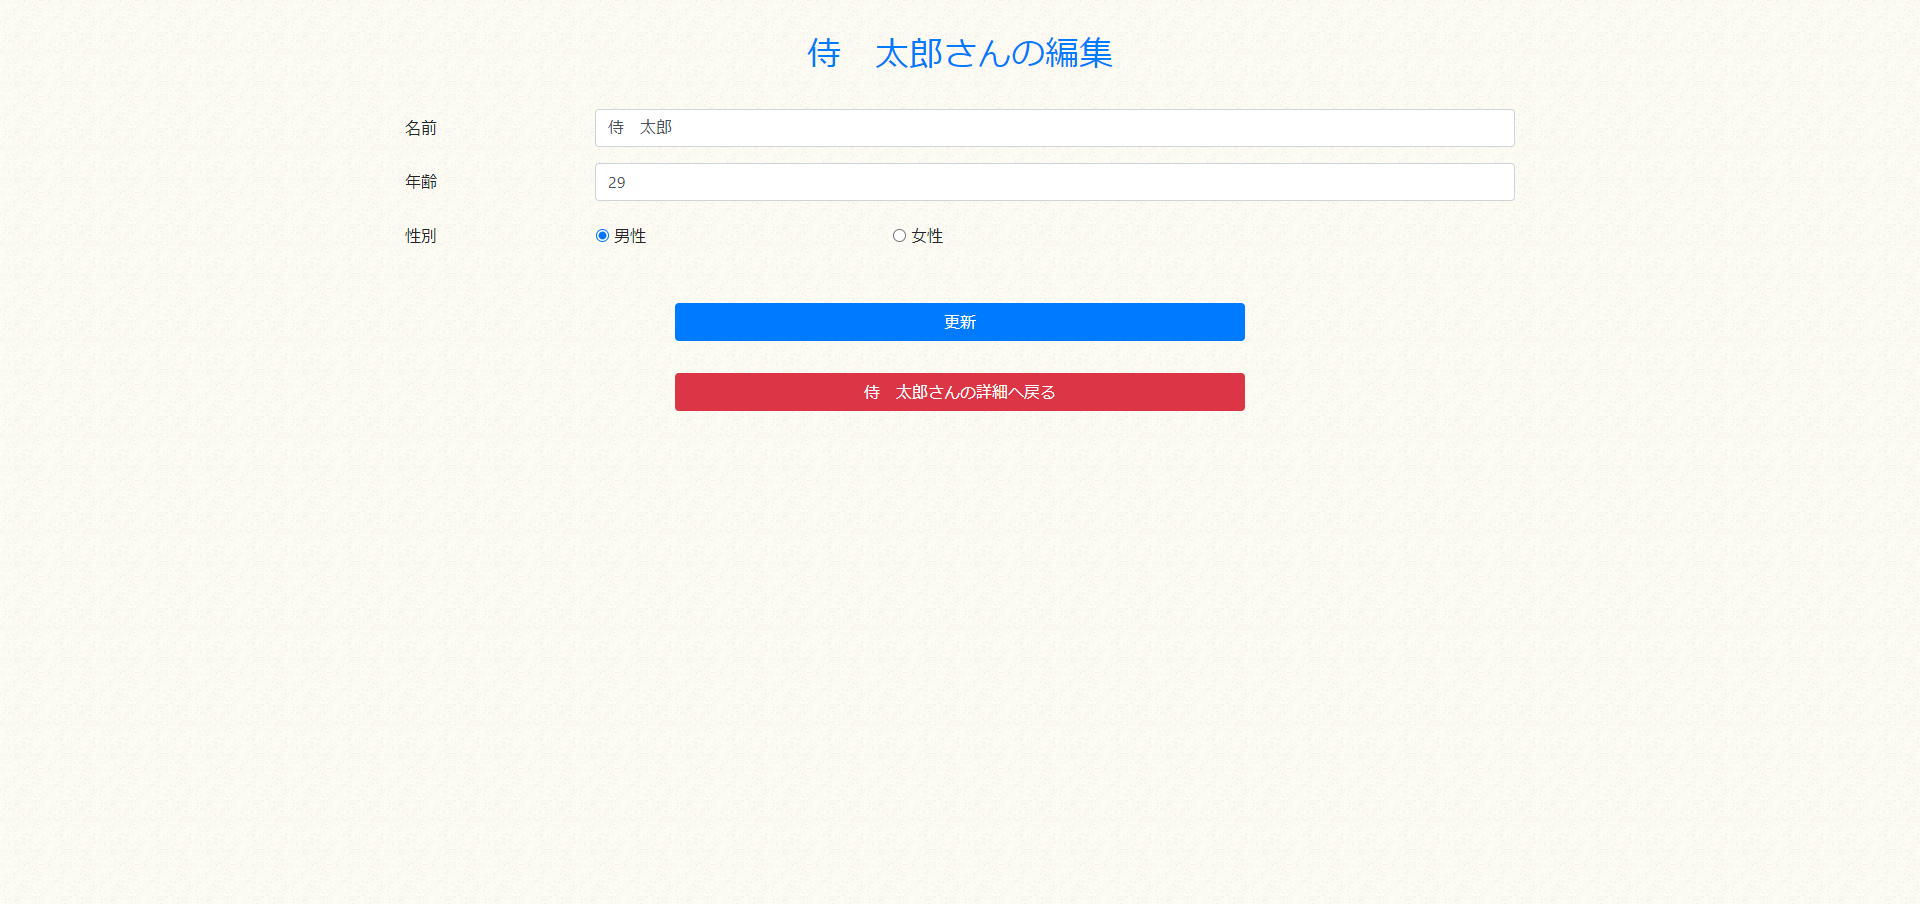 侍　太郎さんの編集
名前 侍　太郎
年齢 29
性別 男性 女性
更新
侍　太郎さんの詳細へ戻る